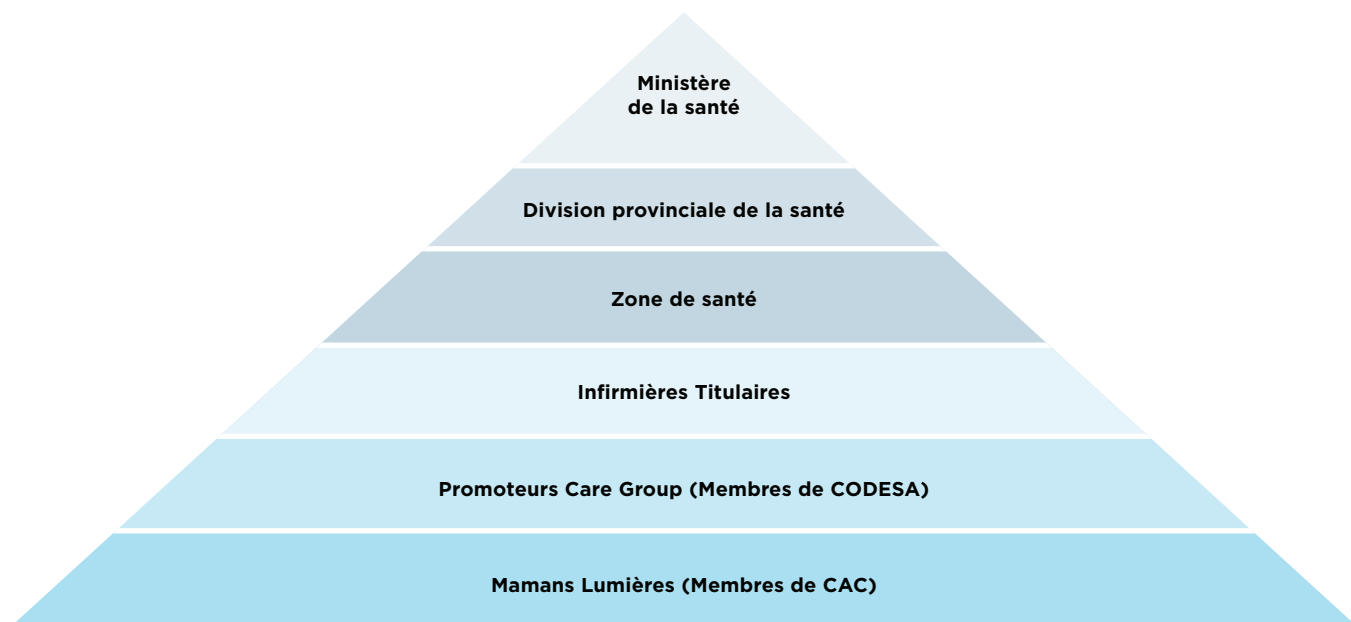 Ministère
de la santé
Division provinciale de la santé
Zone de santé
Infirmières Titulaires
Promoteurs Care Group (Membres de CODESA)
Mamans Lumières (Membres de CAC)